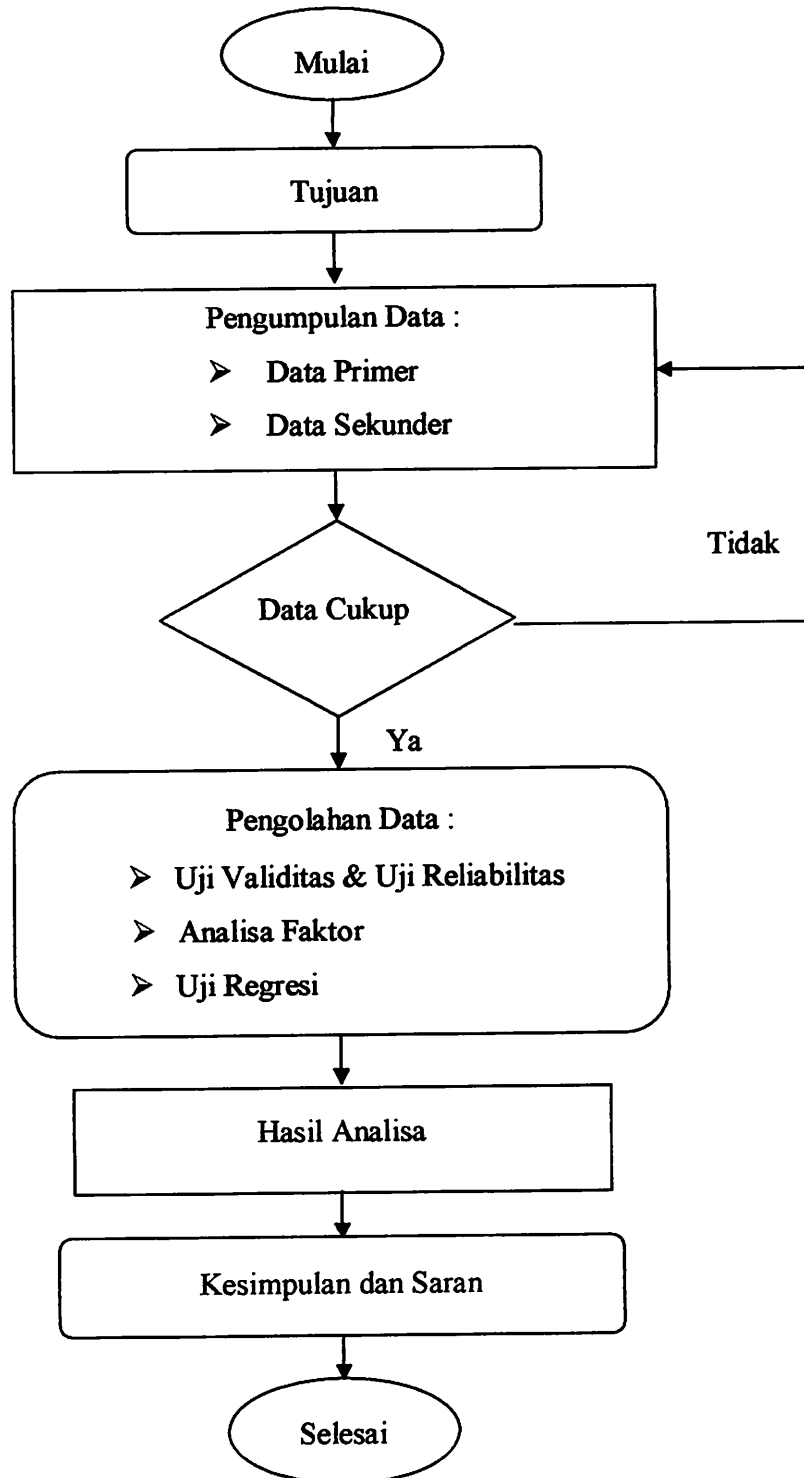 Mulai
Tujuan
Pengumpulan Data :
➢ Data Primer
➢ Data Sekunder
Data Cukup
Tidak
Ya
Pengolahan Data :
➢ Uji Validitas & Uji Reliabilitas
➢ Analisa Faktor
➢ Uji Regresi
Hasil Analisa
Kesimpulan dan Saran
Selesai